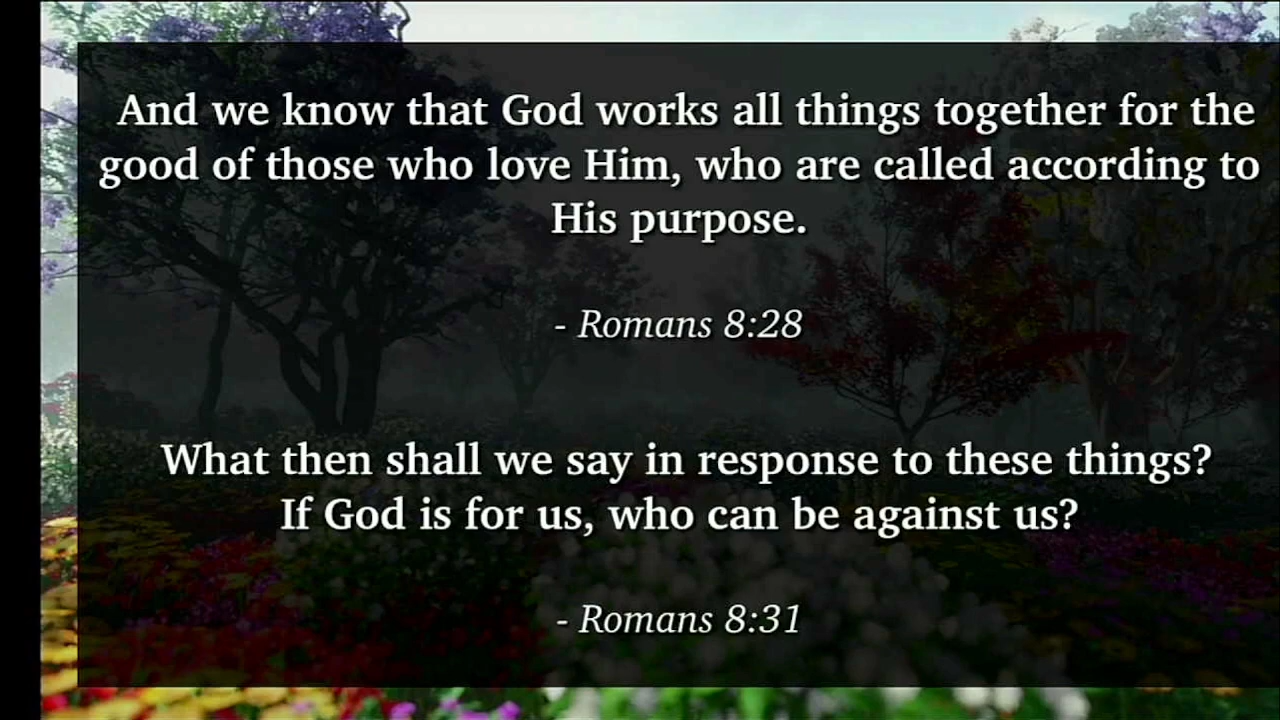 And we know that God works all things together for the
good of those who love Him, who are called according to
His purpose.
- Romans 8:28
What then shall we say in response to these things?
If God is for us, who can be against us?
- Romans 8:31